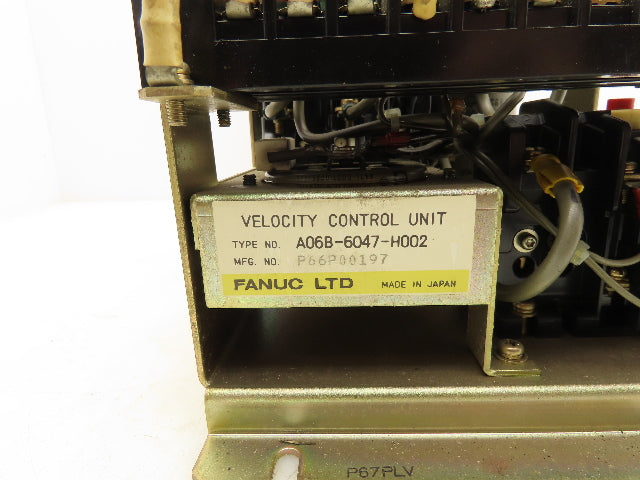 VELOCITY CONTROL UNIT
TYPE NO. A06B-6047-H002
MFG. NO. P66P00197
FANUC LTD MADE IN JAPAN
P67PLV